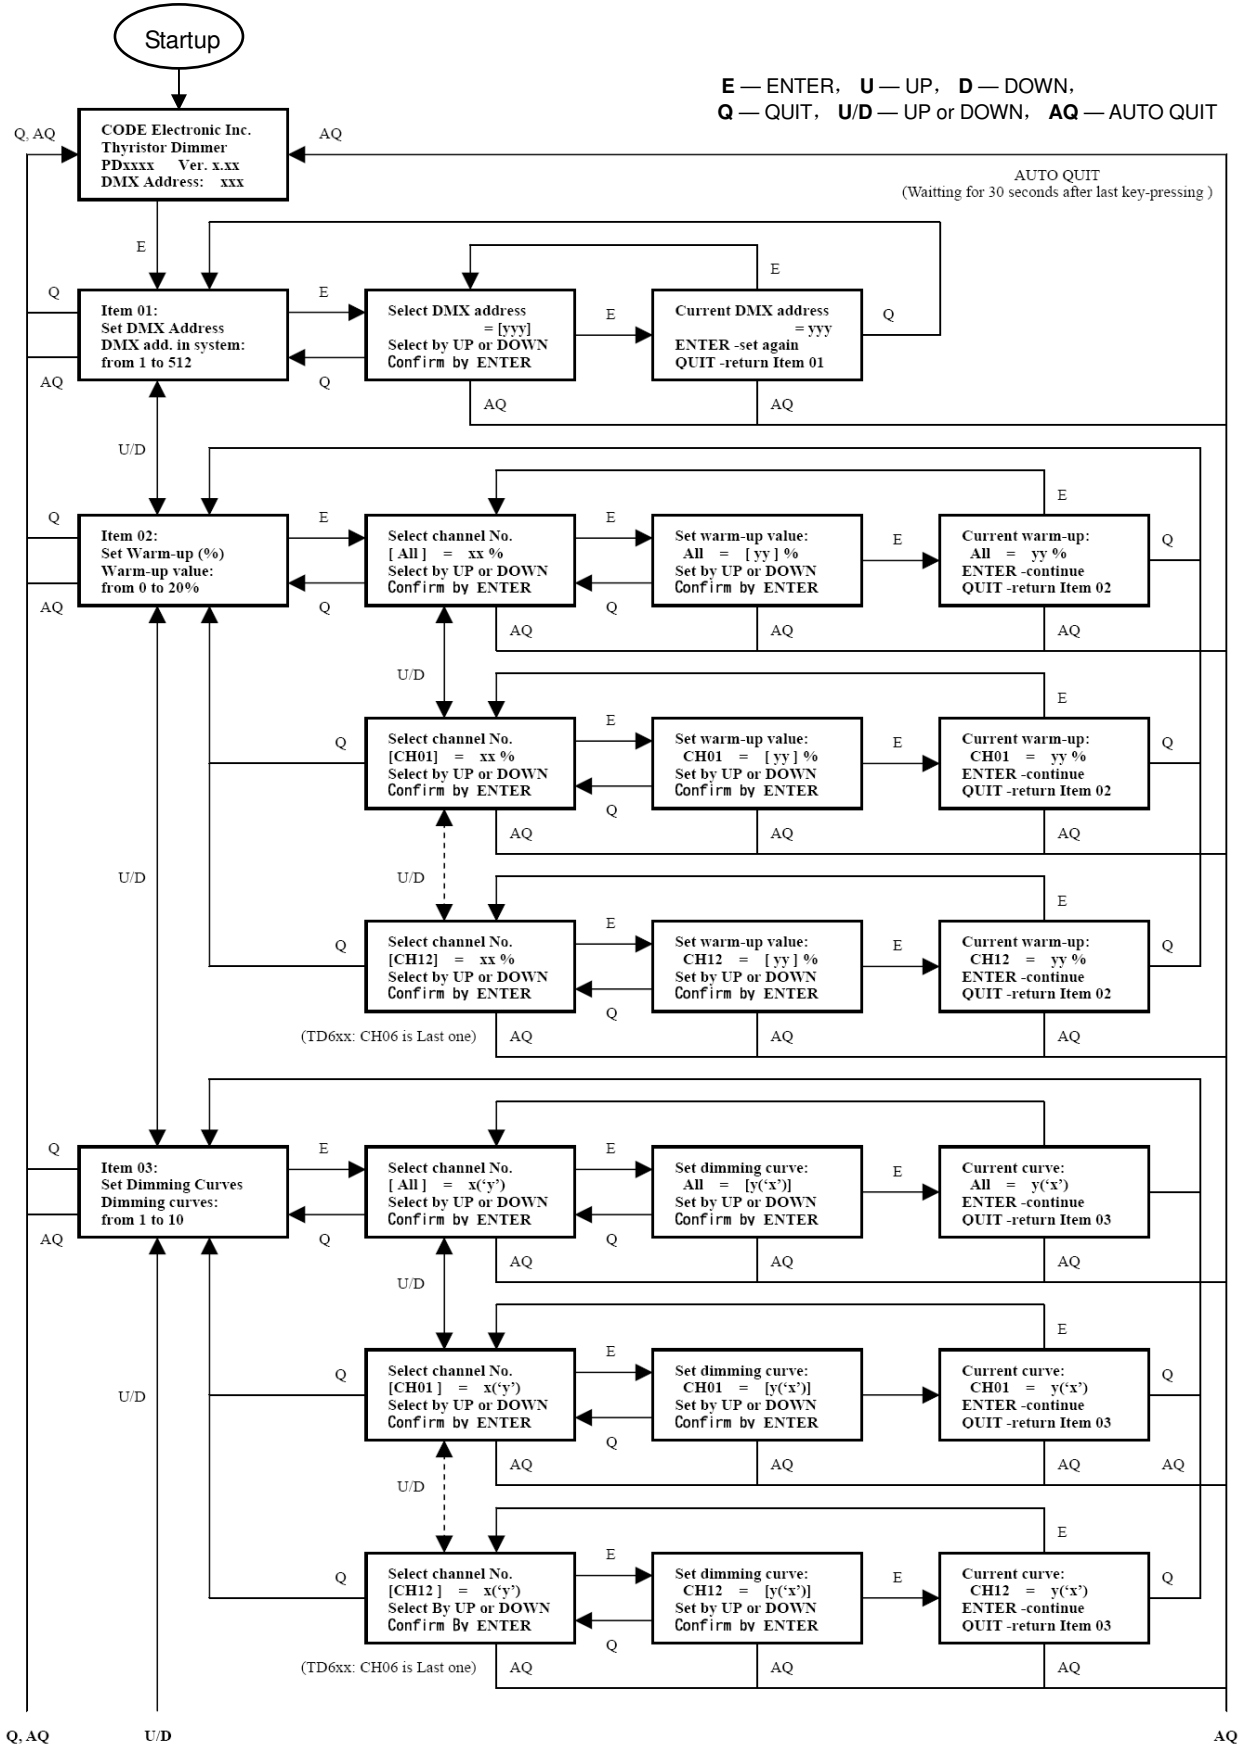 Startup
E — ENTER, U — UP, D — DOWN,
Q — QUIT, U/D — UP or DOWN, AQ — AUTO QUIT
Q, AQ
CODE Electronic Inc.
Thyristor Dimmer
PDxxxx Ver. x.xx
DMX Address: xxx
AQ
AUTO QUIT
(Waitting for 30 seconds after last key-pressing )
E
Q
Item 01:
Set DMX Address
DMX add. in system:
from 1 to 512
AQ
E
Q
Select DMX address
= [yyy]
Select by UP or DOWN
Confirm by ENTER
E
E
Current DMX address
= yyy
ENTER -set again
QUIT -return Item 01
Q
AQ
AQ
U/D
Q
Item 02:
Set Warm-up (%)
Warm-up value:
from 0 to 20%
AQ
E
Q
Select channel No.
[ All ] = xx %
Select by UP or DOWN
Confirm by ENTER
E
Q
Set warm-up value:
All = [ yy ] %
Set by UP or DOWN
Confirm by ENTER
E
E
Current warm-up:
All = yy %
ENTER -continue
QUIT -return Item 02
Q
AQ
AQ
AQ
U/D
Q
Select channel No.
[CH01] = xx %
Select by UP or DOWN
Confirm by ENTER
E
Q
Set warm-up value:
CH01 = [ yy ] %
Set by UP or DOWN
Confirm by ENTER
E
E
Current warm-up:
CH01 = yy %
ENTER -continue
QUIT -return Item 02
Q
AQ
AQ
AQ
U/D
U/D
Q
Select channel No.
[CH12] = xx %
Select by UP or DOWN
Confirm by ENTER
E
Q
Set warm-up value:
CH12 = [ yy ] %
Set by UP or DOWN
Confirm by ENTER
E
E
Current warm-up:
CH12 = yy %
ENTER -continue
QUIT -return Item 02
Q
(TD6xx: CH06 is Last one)
AQ
AQ
AQ
Q
Item 03:
Set Dimming Curves
Dimming curves:
from 1 to 10
AQ
E
Q
Select channel No.
[ All ] = x(‘y’)
Select by UP or DOWN
Confirm by ENTER
E
Q
Set dimming curve:
All = [y(‘x’)]
Set by UP or DOWN
Confirm by ENTER
E
Current curve:
All = y(‘x’)
ENTER -continue
QUIT -return Item 03
AQ
AQ
AQ
U/D
U/D
Q
Select channel No.
[CH01 ] = x(‘y’)
Select by UP or DOWN
Confirm by ENTER
E
Q
Set dimming curve:
CH01 = [y(‘x’)]
Set by UP or DOWN
Confirm by ENTER
E
Current curve:
CH01 = y(‘x’)
ENTER -continue
QUIT -return Item 03
Q
AQ
AQ
AQ
AQ
U/D
Q
Select channel No.
[CH12 ] = x(‘y’)
Select By UP or DOWN
Confirm By ENTER
E
Q
Set dimming curve:
CH12 = [y(‘x’)]
Set by UP or DOWN
Confirm by ENTER
E
E
Current curve:
CH12 = y(‘x’)
ENTER -continue
QUIT -return Item 03
Q
(TD6xx: CH06 is Last one)
AQ
AQ
AQ
Q, AQ
U/D
AQ